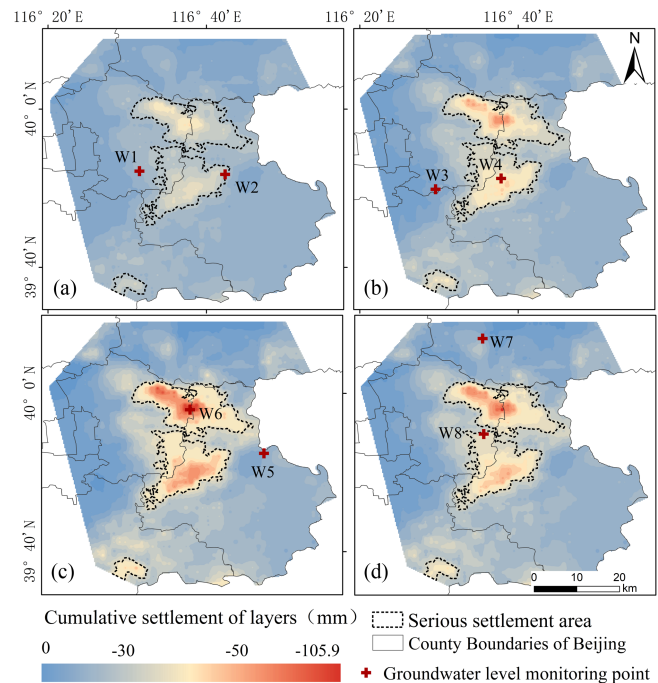 116° 20′ E 116° 40′ E 116° 20′ E 116° 40′ E
N
40° 0′ N
W1 W2
W3 W4
39° 40′ N
(a) (b)
W7
40° 0′ N
W6
W5
W8
39° 40′ N
(c) (d)
0 10 20
km
Cumulative settlement of layers（mm）
0 -30 -50 -105.9
Serious settlement area
County Boundaries of Beijing
Groundwater level monitoring point